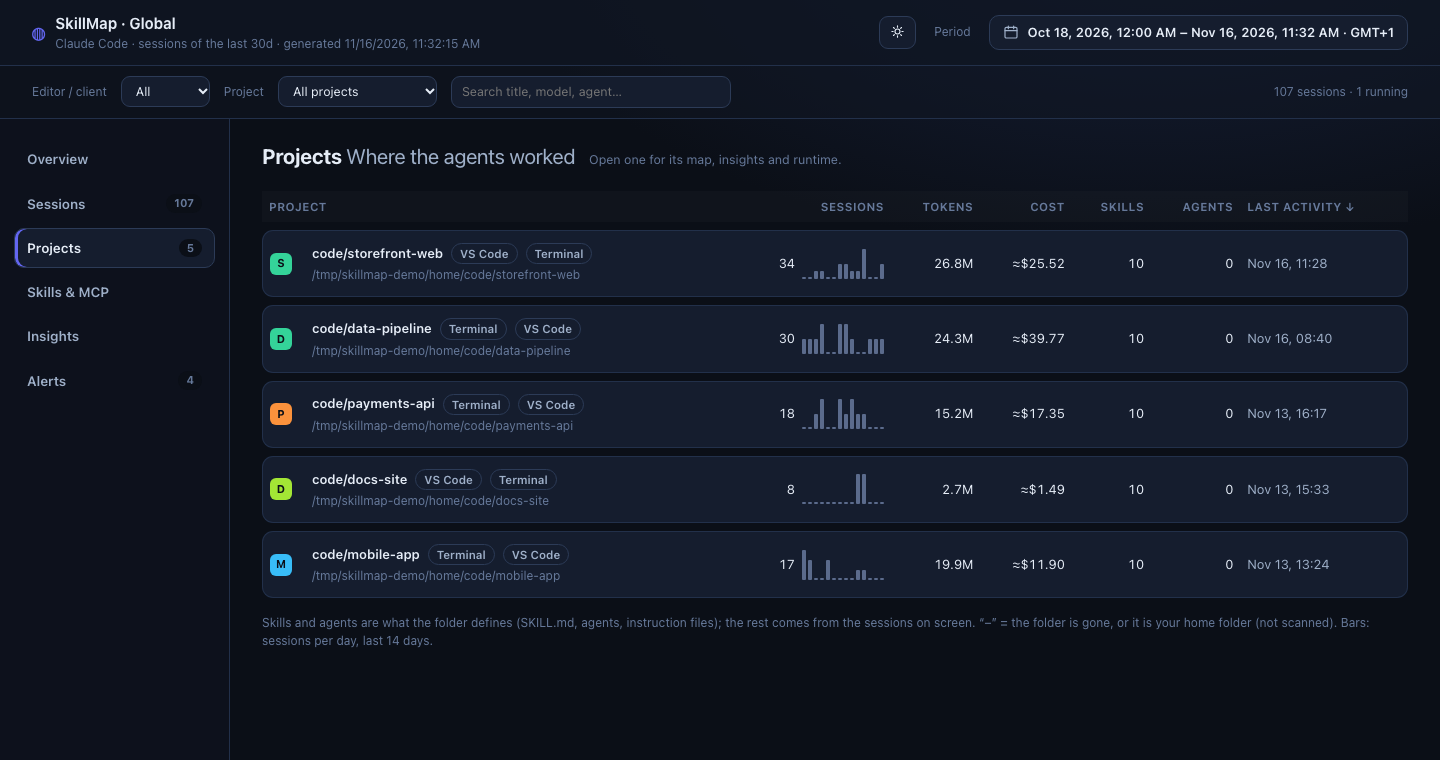 SkillMap · Global
Claude Code · sessions of the last 30d · generated 11/16/2026, 11:32:15 AM
Period
Oct 18, 2026, 12:00 AM – Nov 16, 2026, 11:32 AM · GMT+1
Editor / client
All
Project
All projects
Search title, model, agent…
107 sessions · 1 running
Overview
Sessions 107
Projects 5
Skills & MCP
Insights
Alerts 4
Projects Where the agents worked Open one for its map, insights and runtime.
PROJECT SESSIONS TOKENS COST SKILLS AGENTS LAST ACTIVITY ↓
S code/storefront-web VS Code Terminal
/tmp/skillmap-demo/home/code/storefront-web
34 26.8M ≈$25.52 10 0 Nov 16, 11:28
D code/data-pipeline Terminal VS Code
/tmp/skillmap-demo/home/code/data-pipeline
30 24.3M ≈$39.77 10 0 Nov 16, 08:40
P code/payments-api Terminal VS Code
/tmp/skillmap-demo/home/code/payments-api
18 15.2M ≈$17.35 10 0 Nov 13, 16:17
D code/docs-site VS Code Terminal
/tmp/skillmap-demo/home/code/docs-site
8 2.7M ≈$1.49 10 0 Nov 13, 15:33
M code/mobile-app Terminal VS Code
/tmp/skillmap-demo/home/code/mobile-app
17 19.9M ≈$11.90 10 0 Nov 13, 13:24
Skills and agents are what the folder defines (SKILL.md, agents, instruction files); the rest comes from the sessions on screen. “–” = the folder is gone, or it is your home folder (not scanned). Bars:
sessions per day, last 14 days.